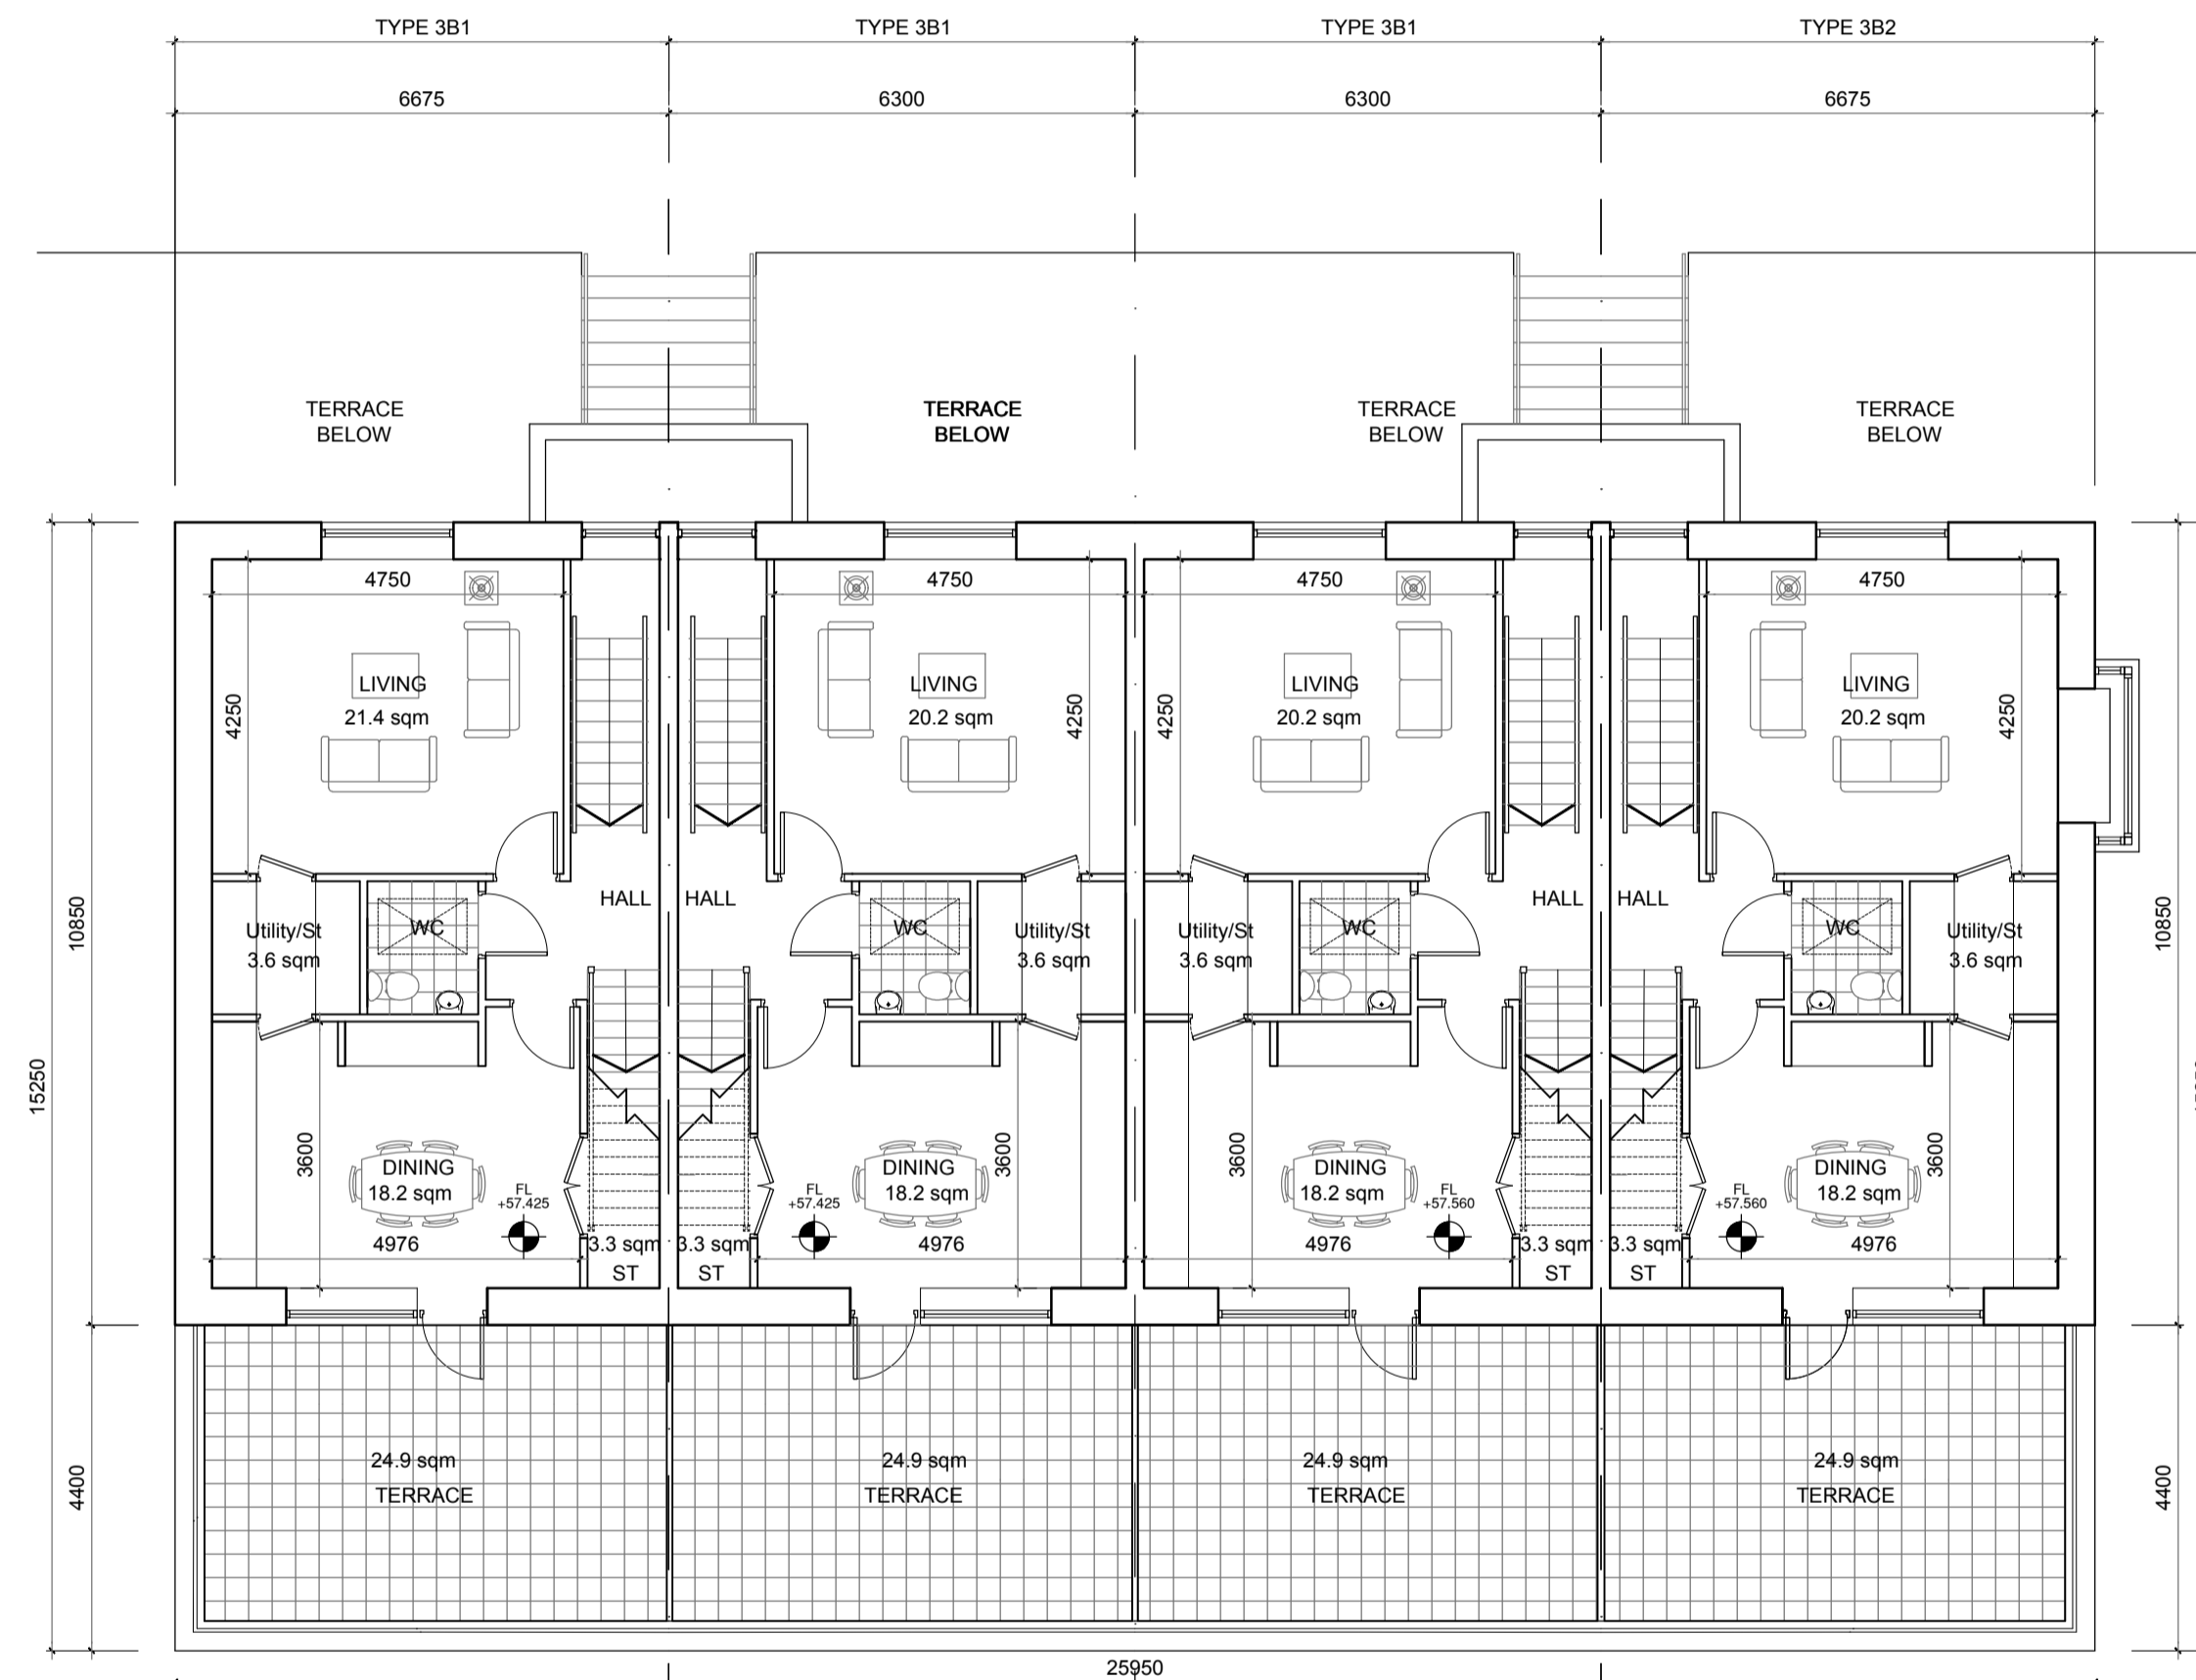 TYPE 3B1 TYPE 3B1 TYPE 3B1 TYPE 3B2
6675 6300 6300 6675
TERRACE TERRACE TERRACE TERRACE
BELOW BELOW BELOW BELOW
4750 4750 4750 4750
LIVING LIVING LIVING LIVING
21.4 sqm 20.2 sqm 20.2 sqm 20.2 sqm
4250 4250 4250 4250
HALL HALL HALL HALL
10850 Utility/St WC WC Utility/St Utility/St WC WC Utility/St 10850
3.6 sqm 3.6 sqm 3.6 sqm 3.6 sqm
15250
3600 3600 3600 3600
DINING DINING DINING DINING
18.2 sqm 18.2 sqm 18.2 sqm 18.2 sqm
FL FL FL FL
+57.425 +57.425 +57.560 +57.560
4976 3.3 sqm 3.3 sqm 4976 4976 3.3 sqm 3.3 sqm 4976
ST ST ST ST
24.9 sqm 24.9 sqm 24.9 sqm 24.9 sqm
4400 TERRACE TERRACE TERRACE TERRACE 4400
25950